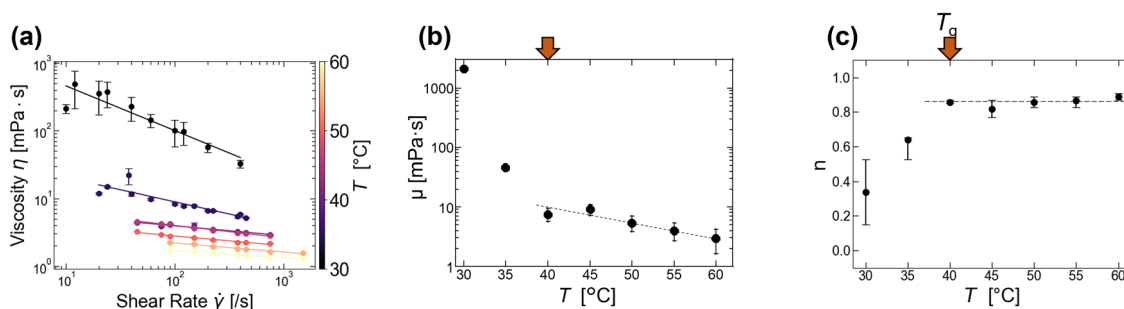 (a)
Viscosity η [mPa · s]
10³
10²
10¹
10⁰
10¹
10²
10³
Shear Rate γ̇ [/s]
60
50
40
30
T [°C]
(b)
μ [mPa·s]
1000
100
10
1
30 35 40 45 50 55 60
T [°C]
(c)
Tg
n
1.0
0.8
0.6
0.4
0.2
0.0
30 35 40 45 50 55 60
T [°C]